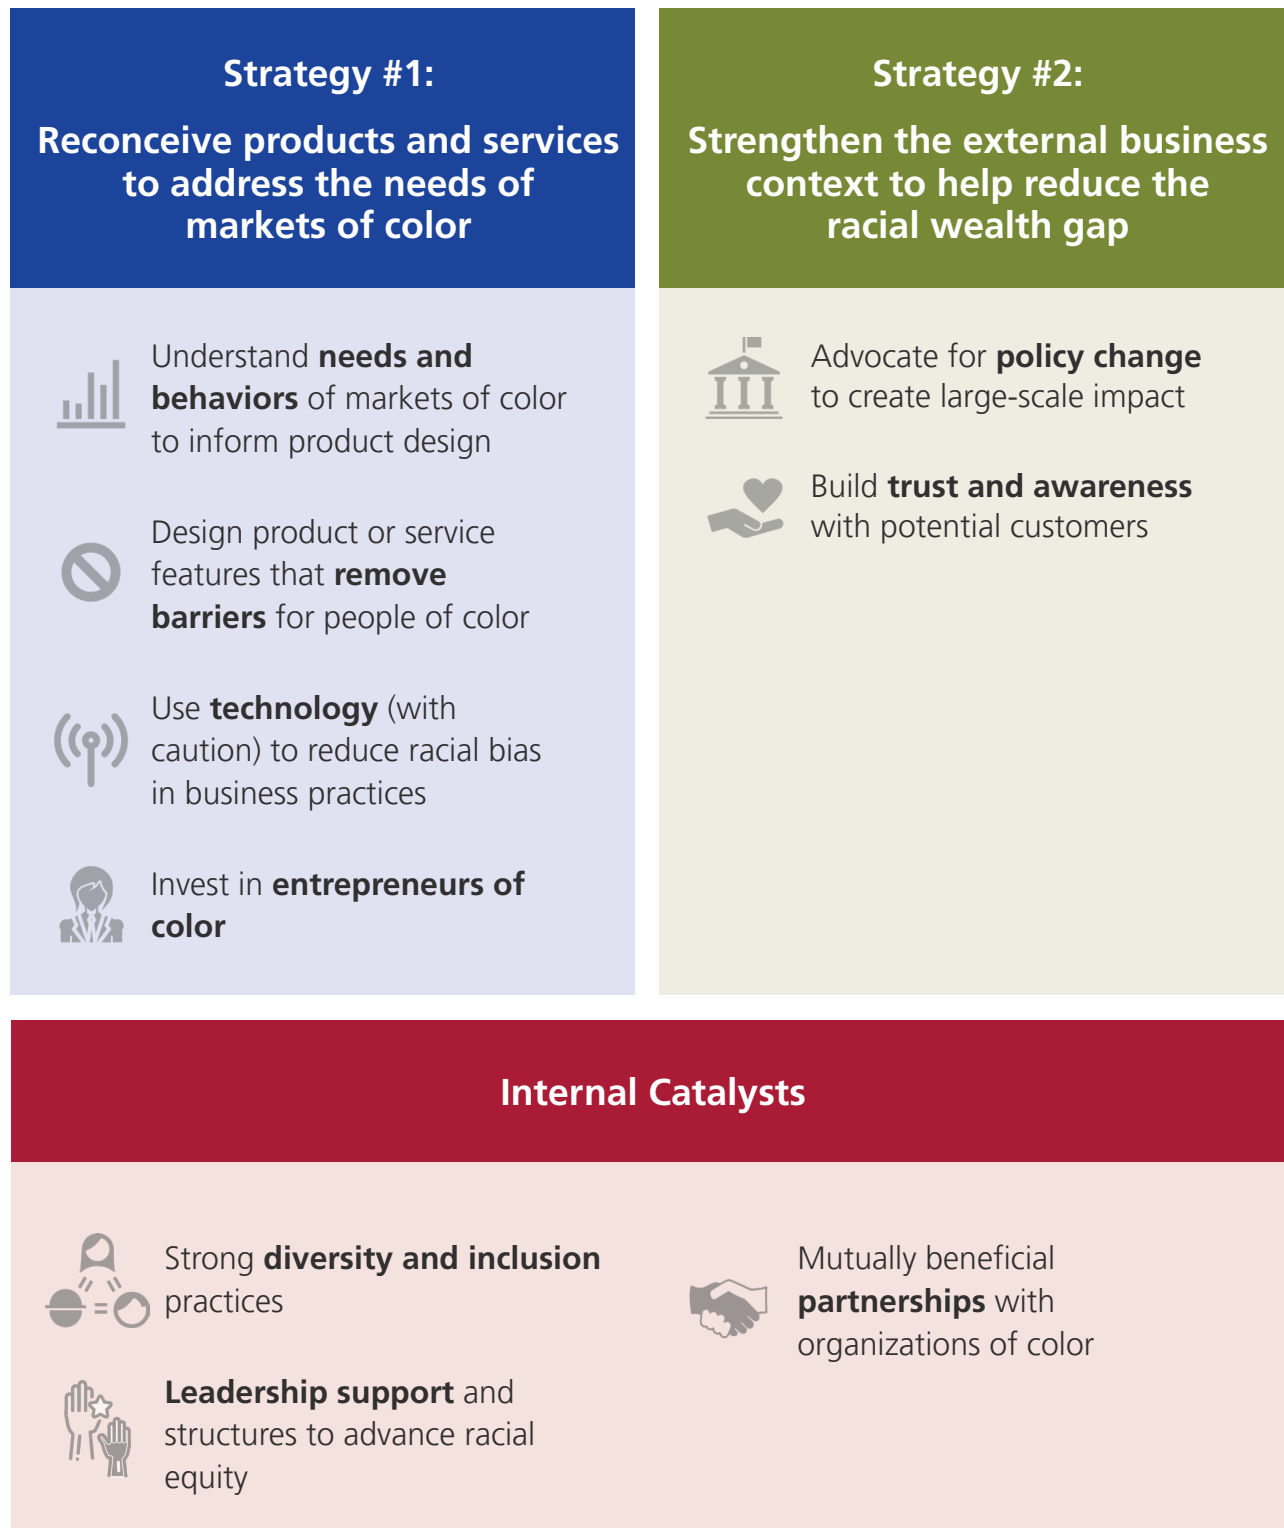 Strategy #1:
Reconceive products and services
to address the needs of
markets of color
Understand needs and
behaviors of markets of color
to inform product design
Design product or service
features that remove
barriers for people of color
Use technology (with
caution) to reduce racial bias
in business practices
Invest in entrepreneurs of
color
Strategy #2:
Strengthen the external business
context to help reduce the
racial wealth gap
Advocate for policy change
to create large-scale impact
Build trust and awareness
with potential customers
Internal Catalysts
Strong diversity and inclusion
practices
Leadership support and
structures to advance racial
equity
Mutually beneficial
partnerships with
organizations of color